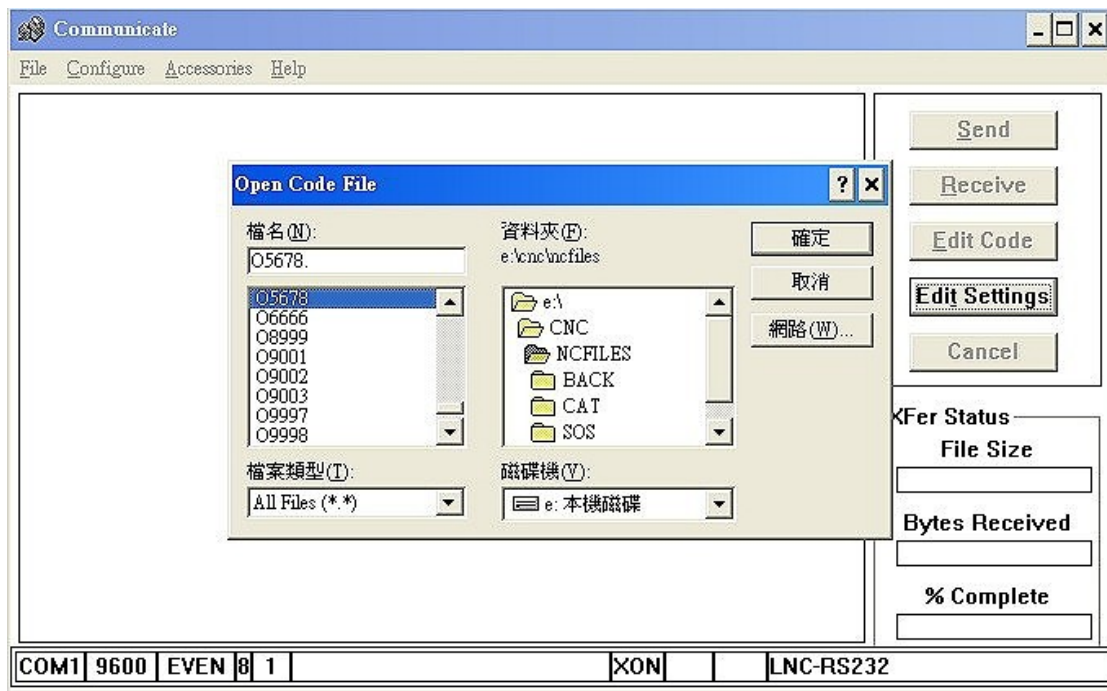 Communicate
File Configure Accessories Help
Send
Receive
Edit Code
Edit Settings
Cancel
Open Code File
檔名(N):
O5678.
O5678
O6666
O8999
O9001
O9002
O9003
O9997
O9998
檔案類型(T):
All Files (*.*)
資料夾(F):
e:\cnc\ncfiles
e:\
CNC
NCFILES
BACK
CAT
SOS
磁碟機(V):
e: 本機磁碟
確定
取消
網路(W)...
XFer Status
File Size
Bytes Received
% Complete
COM1 9600 EVEN 8 1 XON LNC-RS232